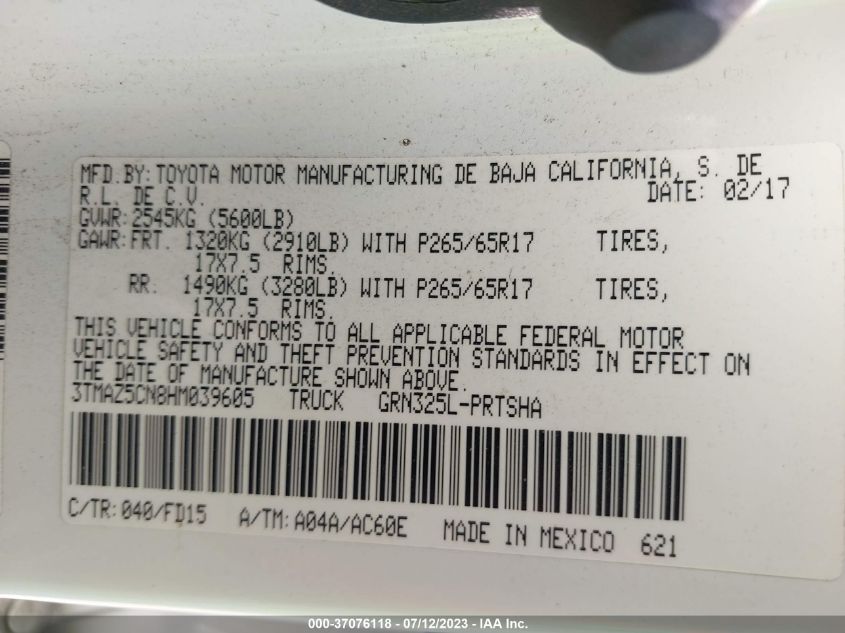 MFD.BY:TOYOTA MOTOR MANUFACTURING DE BAJA CALIFORNIA, S. DE
R.L. DE C.V. DATE: 02/17
GVWR:2545KG (5600LB)
GAWR:FRT. 1320KG (2910LB) WITH P265/65R17 TIRES,
17X7.5 RIMS.
RR. 1490KG (3280LB) WITH P265/65R17 TIRES,
17X7.5 RIMS.
THIS VEHICLE CONFORMS TO ALL APPLICABLE FEDERAL MOTOR
VEHICLE SAFETY AND THEFT PREVENTION STANDARDS IN EFFECT ON
THE DATE OF MANUFACTURE SHOWN ABOVE.
3TMAZ5CN8HM039605 TRUCK GRN325L-PRTSHA
C/TR:040/FD15 A/TM:A04A/AC60E MADE IN MEXICO 621
000-37076118 - 07/12/2023 - IAA Inc.